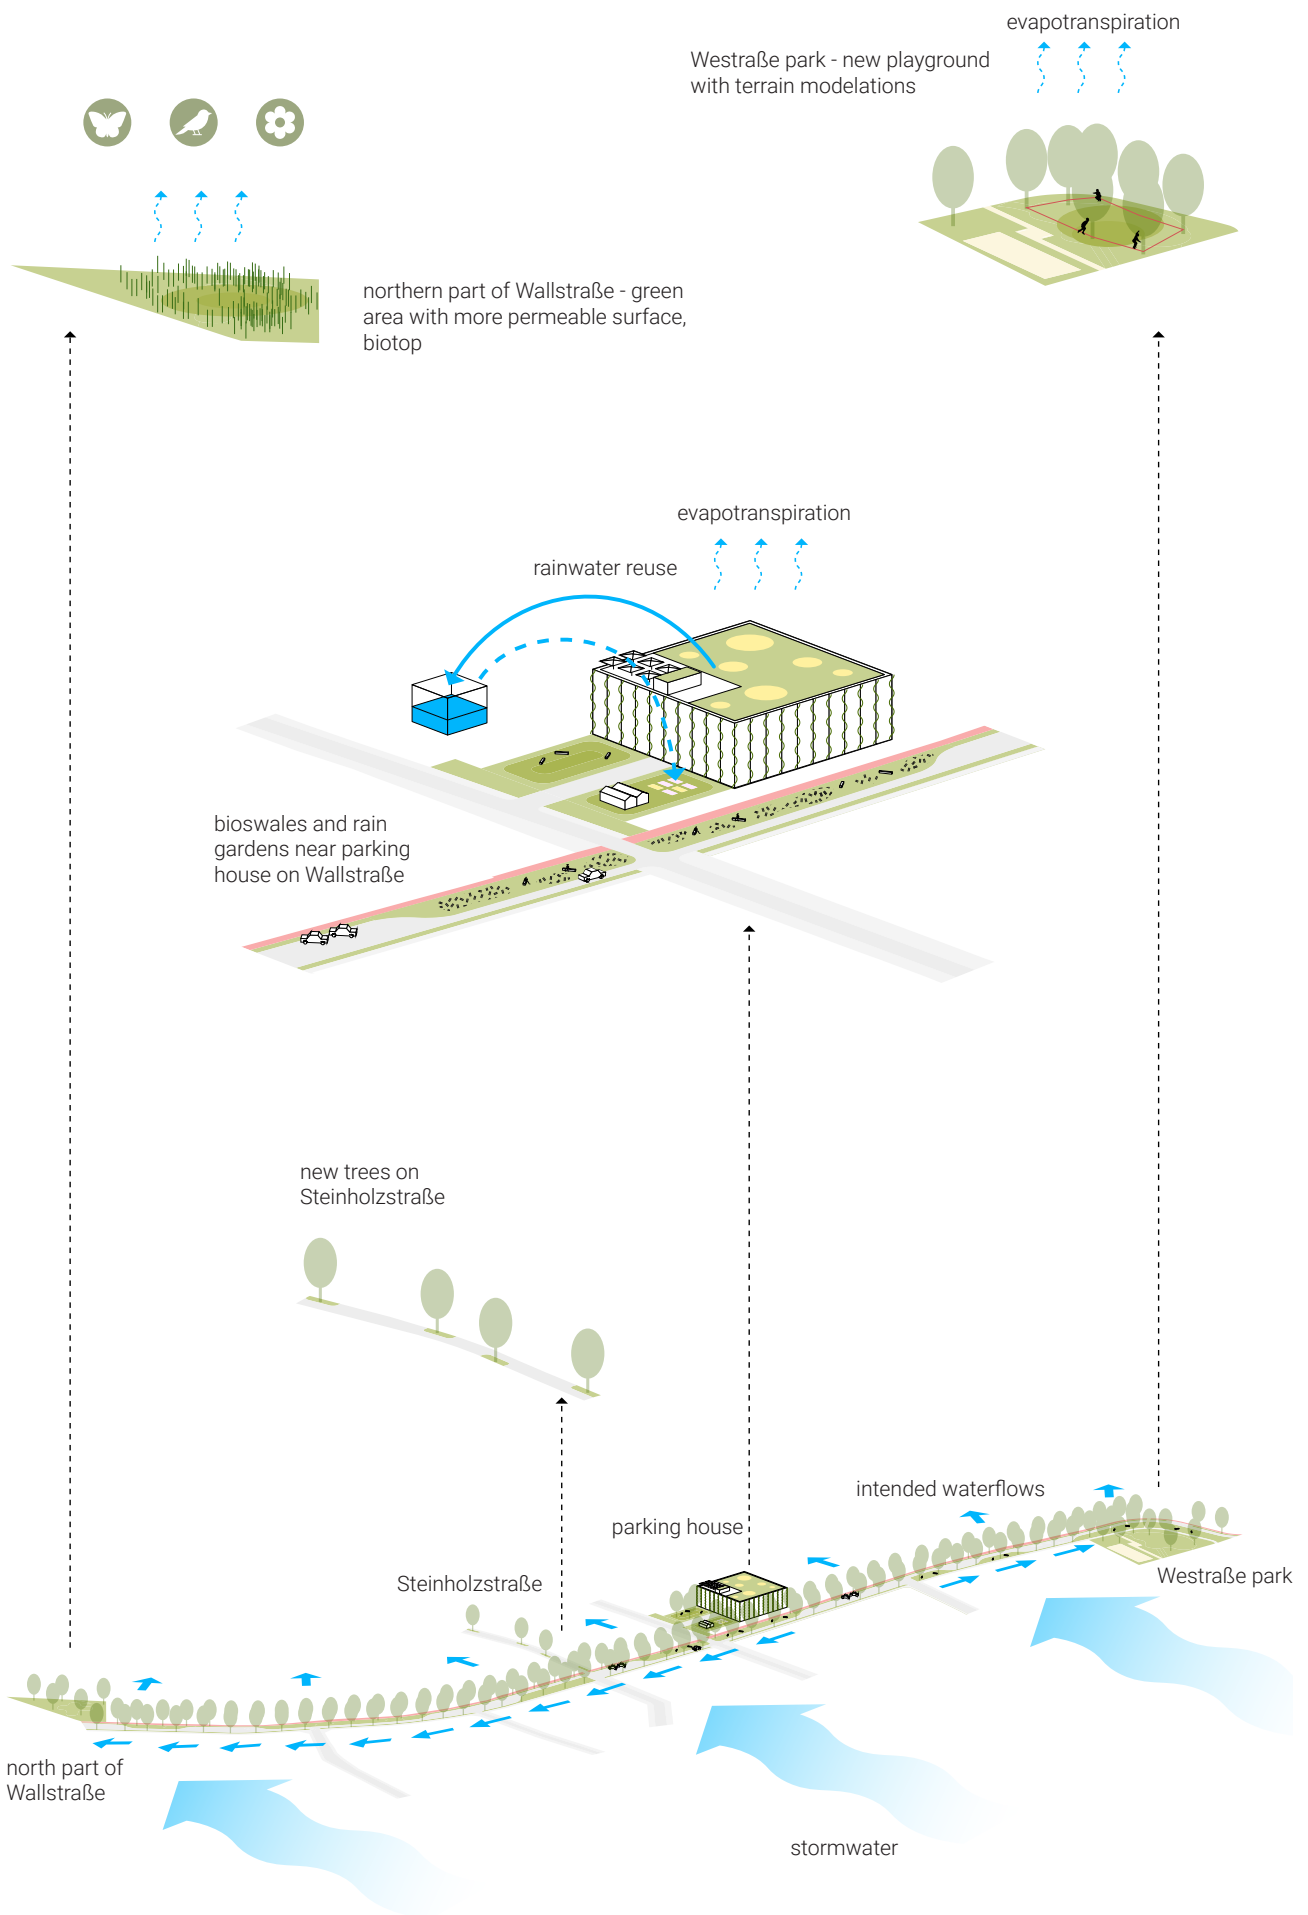 evapotranspiration
Westraße park - new playground
with terrain modelations
northern part of Wallstraße - green
area with more permeable surface,
biotop
evapotranspiration
rainwater reuse
bioswales and rain
gardens near parking
house on Wallstraße
new trees on
Steinholzstraße
intended waterflows
parking house
Steinholzstraße
Westraße park
north part of
Wallstraße
stormwater